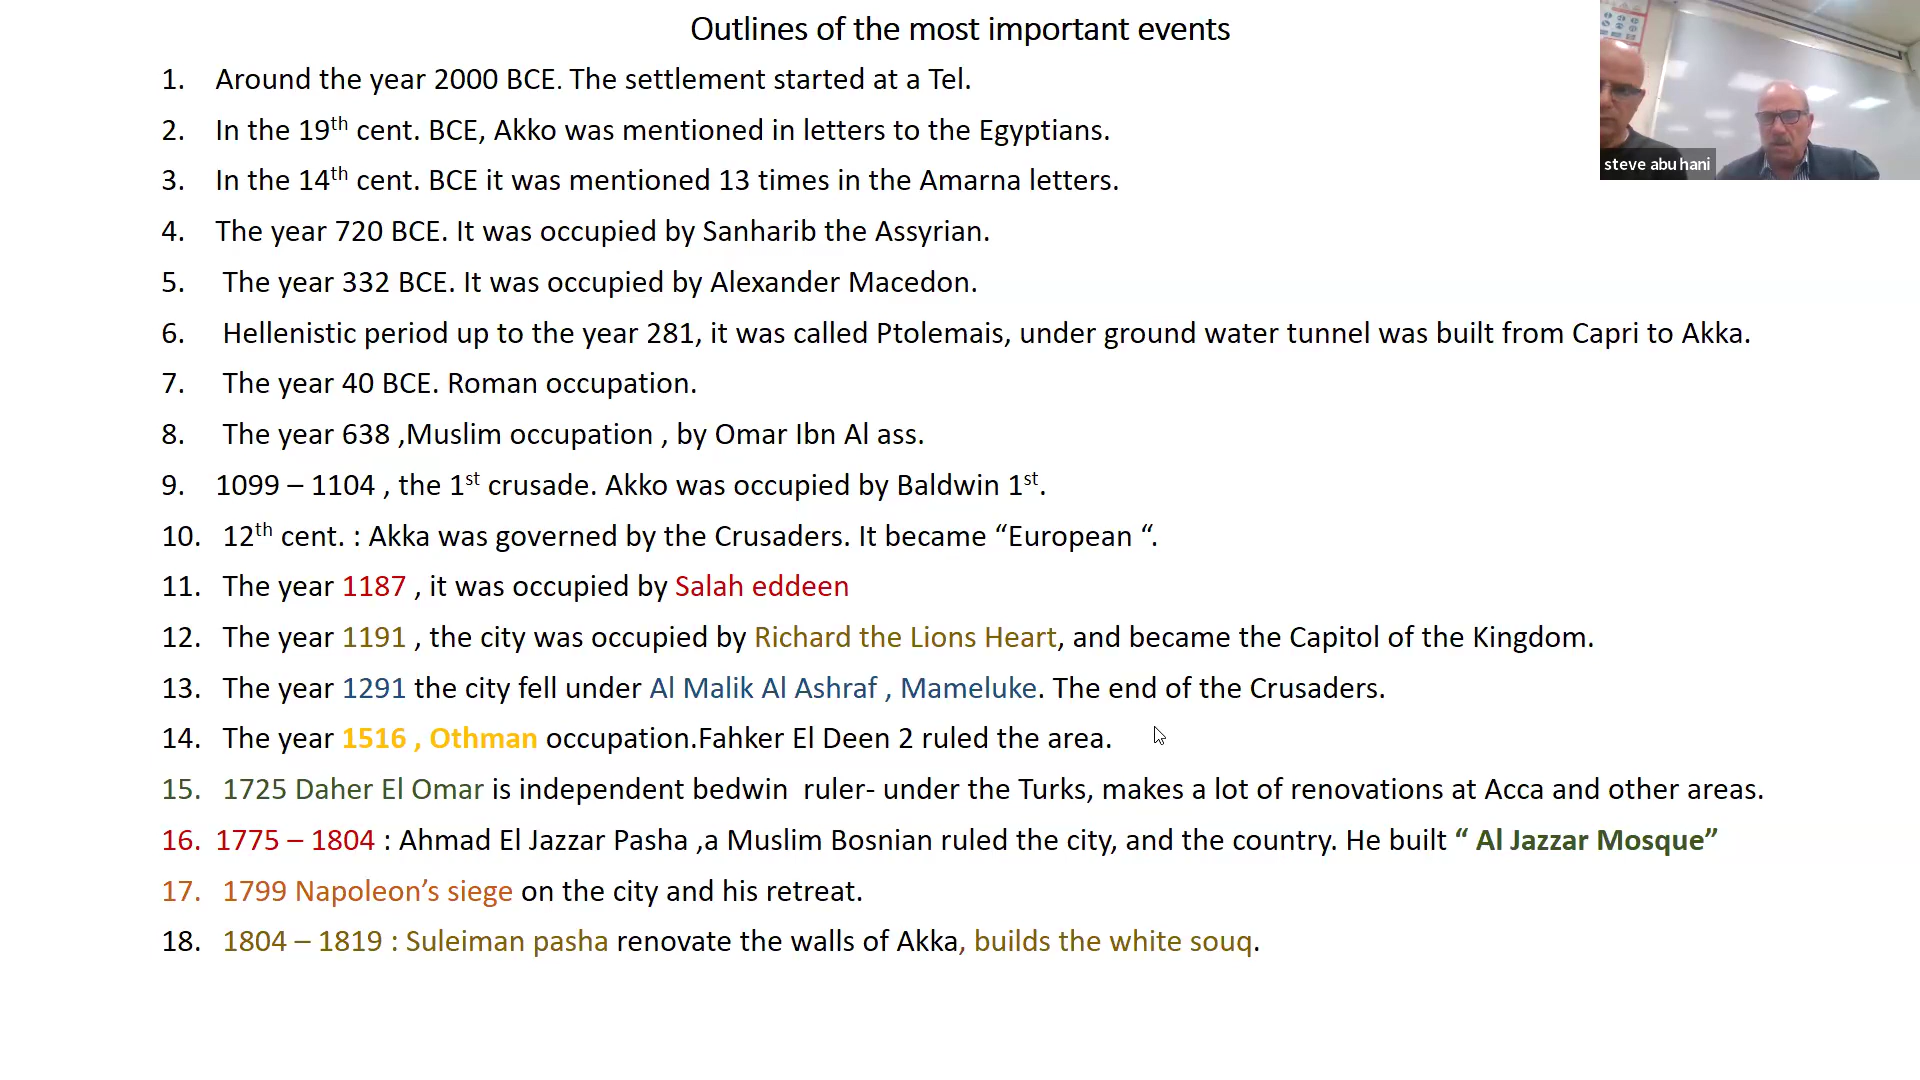 Outlines of the most important events
1. Around the year 2000 BCE. The settlement started at a Tel.
2. In the 19th cent. BCE, Akko was mentioned in letters to the Egyptians.
3. In the 14th cent. BCE it was mentioned 13 times in the Amarna letters.
4. The year 720 BCE. It was occupied by Sanharib the Assyrian.
5. The year 332 BCE. It was occupied by Alexander Macedon.
6. Hellenistic period up to the year 281, it was called Ptolemais, under ground water tunnel was built from Capri to Akka.
7. The year 40 BCE. Roman occupation.
8. The year 638 ,Muslim occupation , by Omar Ibn Al ass.
9. 1099 – 1104 , the 1st crusade. Akko was occupied by Baldwin 1st.
10. 12th cent. : Akka was governed by the Crusaders. It became “European “.
11. The year 1187 , it was occupied by Salah eddeen
12. The year 1191 , the city was occupied by Richard the Lions Heart, and became the Capitol of the Kingdom.
13. The year 1291 the city fell under Al Malik Al Ashraf , Mameluke. The end of the Crusaders.
14. The year 1516 , Othman occupation.Fahker El Deen 2 ruled the area.
15. 1725 Daher El Omar is independent bedwin ruler- under the Turks, makes a lot of renovations at Acca and other areas.
16. 1775 – 1804 : Ahmad El Jazzar Pasha ,a Muslim Bosnian ruled the city, and the country. He built “ Al Jazzar Mosque”
17. 1799 Napoleon’s siege on the city and his retreat.
18. 1804 – 1819 : Suleiman pasha renovate the walls of Akka, builds the white souq.
steve abu hani